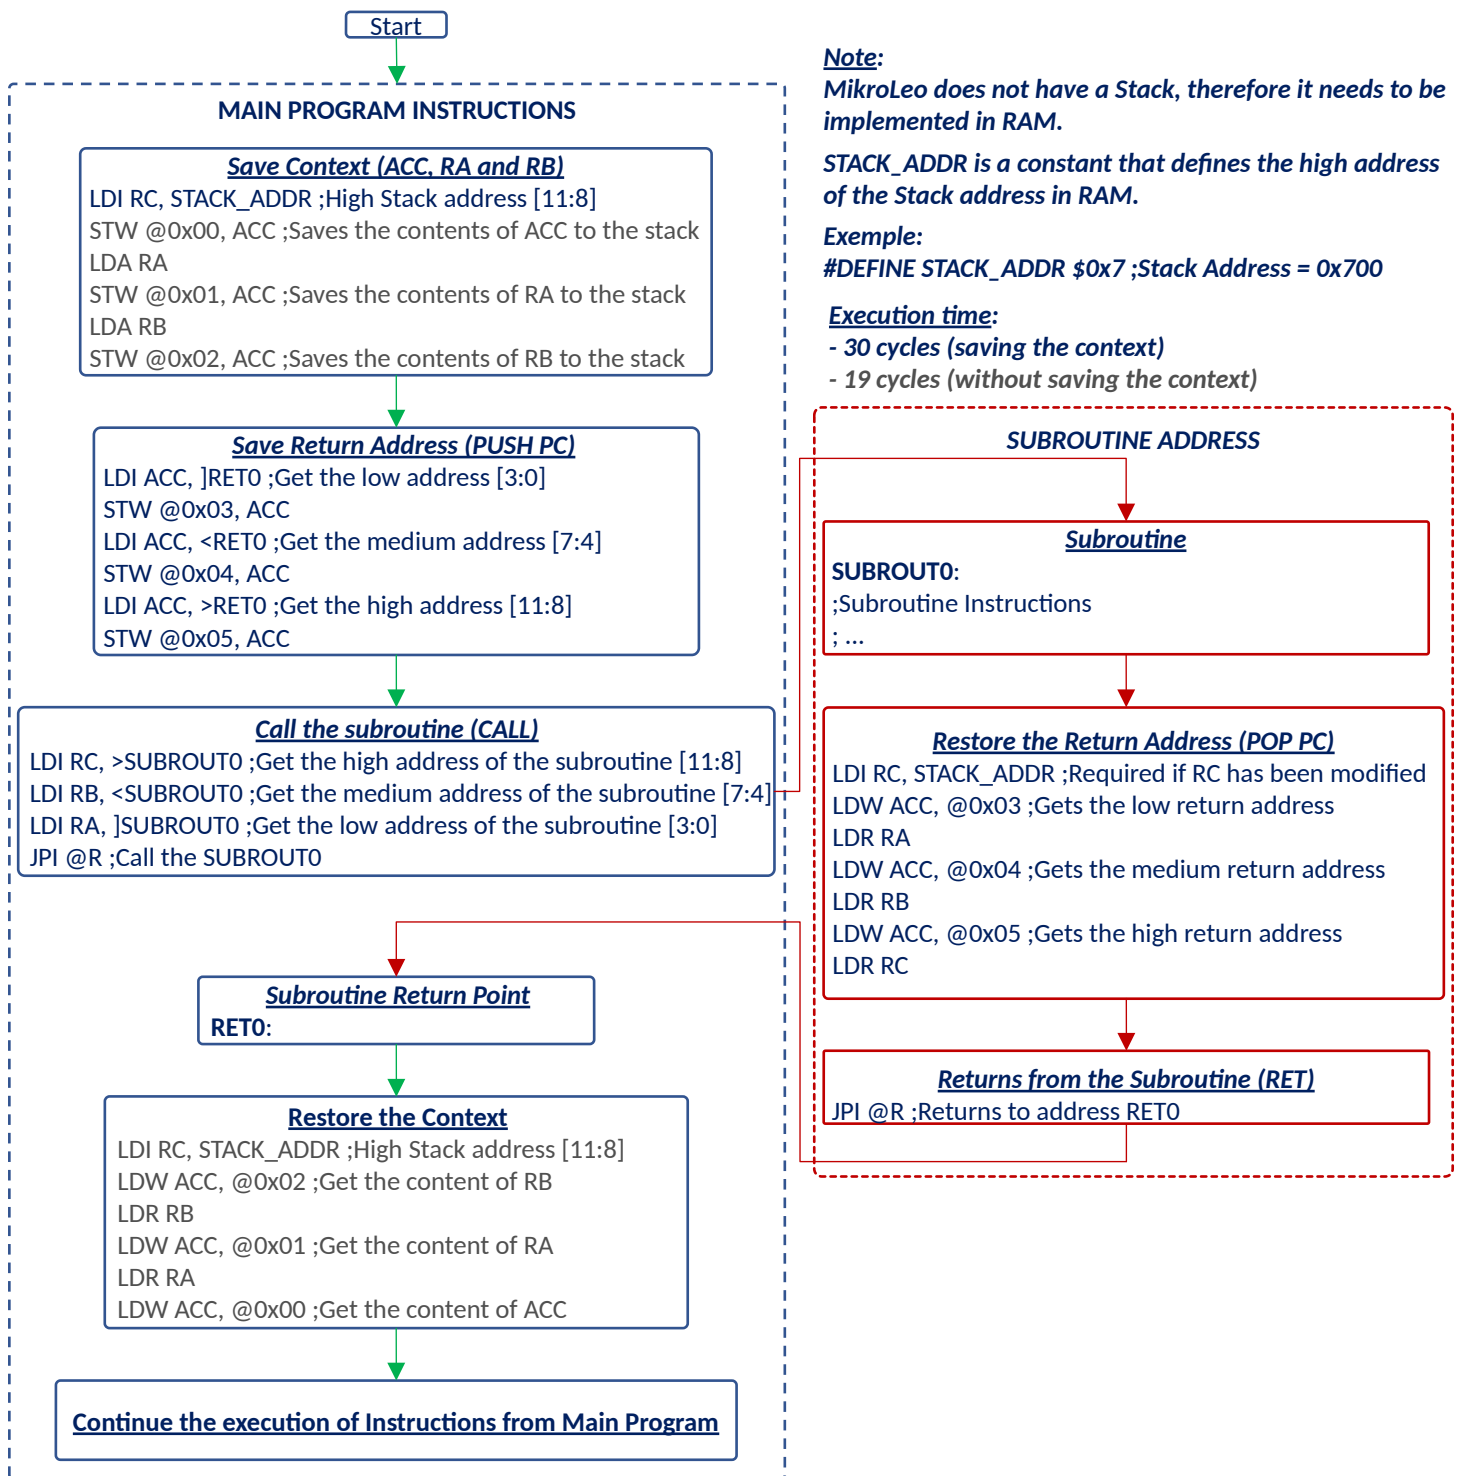 Start
MAIN PROGRAM INSTRUCTIONS
Save Context (ACC, RA and RB)
LDI RC, STACK_ADDR ;High Stack address [11:8]
STW @0x00, ACC ;Saves the contents of ACC to the stack
LDA RA
STW @0x01, ACC ;Saves the contents of RA to the stack
LDA RB
STW @0x02, ACC ;Saves the contents of RB to the stack
Save Return Address (PUSH PC)
LDI ACC, ]RET0 ;Get the low address [3:0]
STW @0x03, ACC
LDI ACC, <RET0 ;Get the medium address [7:4]
STW @0x04, ACC
LDI ACC, >RET0 ;Get the high address [11:8]
STW @0x05, ACC
Call the subroutine (CALL)
LDI RC, >SUBROUT0 ;Get the high address of the subroutine [11:8]
LDI RB, <SUBROUT0 ;Get the medium address of the subroutine [7:4]
LDI RA, ]SUBROUT0 ;Get the low address of the subroutine [3:0]
JPI @R ;Call the SUBROUT0
Subroutine Return Point
RET0:
Restore the Context
LDI RC, STACK_ADDR ;High Stack address [11:8]
LDW ACC, @0x02 ;Get the content of RB
LDR RB
LDW ACC, @0x01 ;Get the content of RA
LDR RA
LDW ACC, @0x00 ;Get the content of ACC
Continue the execution of Instructions from Main Program
Note:
MikroLeo does not have a Stack, therefore it needs to be
implemented in RAM.
STACK_ADDR is a constant that defines the high address
of the Stack address in RAM.
Exemple:
#DEFINE STACK_ADDR $0x7 ;Stack Address = 0x700
Execution time:
- 30 cycles (saving the context)
- 19 cycles (without saving the context)
SUBROUTINE ADDRESS
Subroutine
SUBROUT0:
;Subroutine Instructions
; ...
Restore the Return Address (POP PC)
LDI RC, STACK_ADDR ;Required if RC has been modified
LDW ACC, @0x03 ;Gets the low return address
LDR RA
LDW ACC, @0x04 ;Gets the medium return address
LDR RB
LDW ACC, @0x05 ;Gets the high return address
LDR RC
Returns from the Subroutine (RET)
JPI @R ;Returns to address RET0